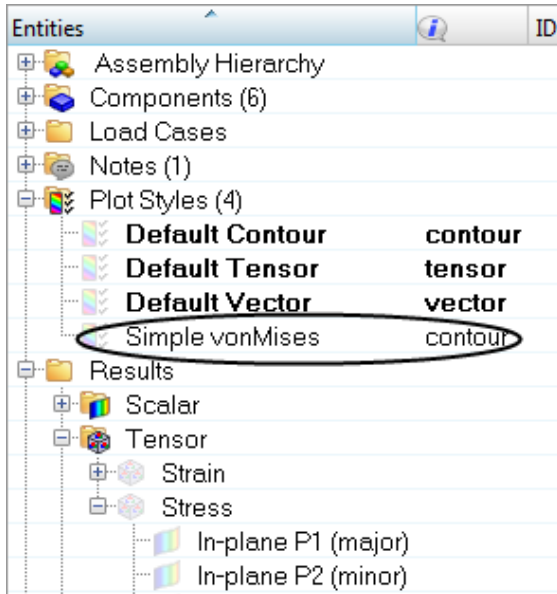 Entities ID
Assembly Hierarchy
Components (6)
Load Cases
Notes (1)
Plot Styles (4)
Default Contour contour
Default Tensor tensor
Default Vector vector
Simple vonMises contour
Results
Scalar
Tensor
Strain
Stress
In-plane P1 (major)
In-plane P2 (minor)